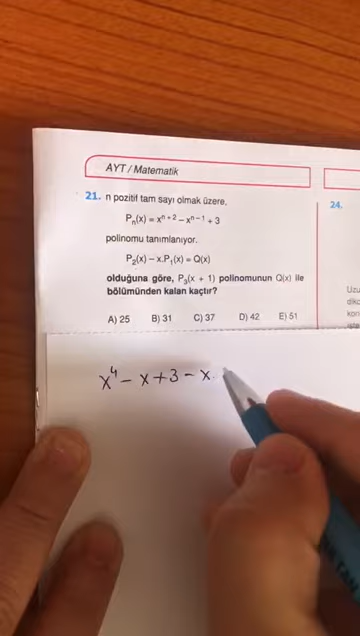 AYT / Matematik
21. n pozitif tam sayı olmak üzere,
Pₙ(x) = xⁿ⁺² – xⁿ⁻¹ + 3
polinomu tanımlanıyor.
P₂(x) – x.P₁(x) = Q(x)
olduğuna göre, P₃(x + 1) polinomunun Q(x) ile
bölümünden kalan kaçtır?
A) 25 B) 31 C) 37 D) 42 E) 51
x⁴ – x + 3 – x.
24.
Uzu